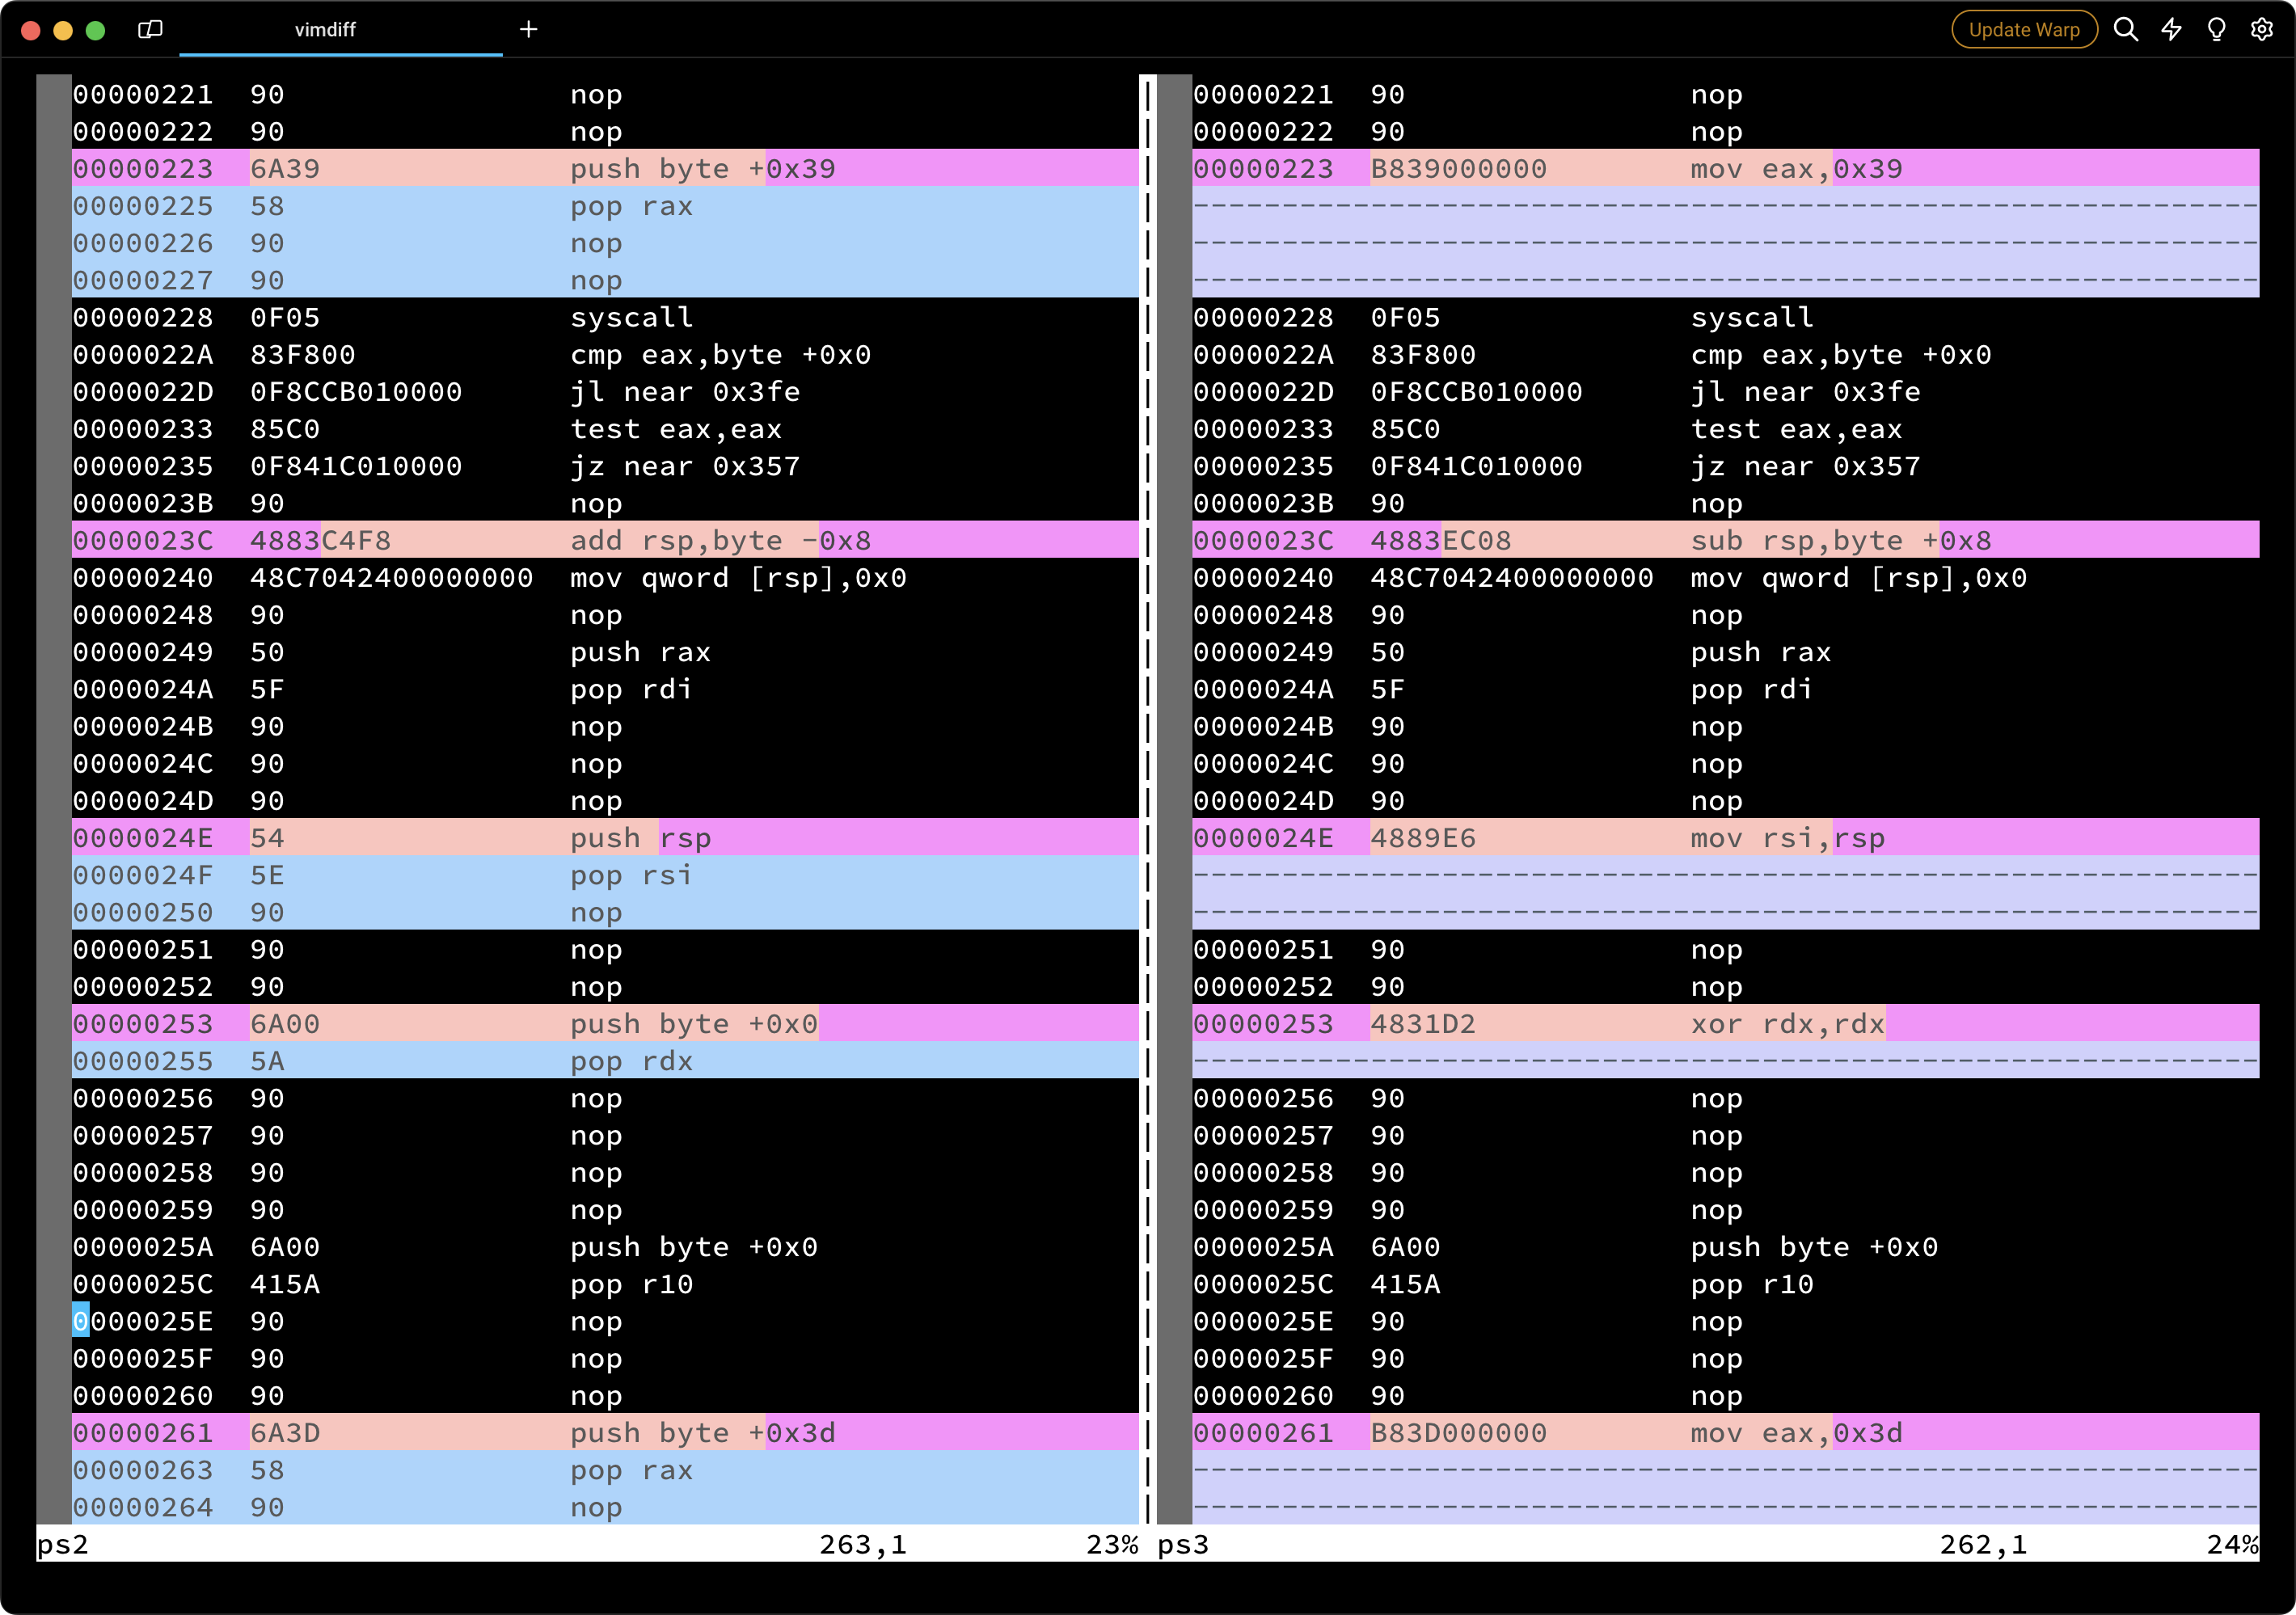 vimdiff
Update Warp
00000221  90                nop
00000222  90                nop
00000223  6A39              push byte +0x39
00000225  58                pop rax
00000226  90                nop
00000227  90                nop
00000228  0F05              syscall
0000022A  83F800            cmp eax,byte +0x0
0000022D  0F8CCB010000      jl near 0x3fe
00000233  85C0              test eax,eax
00000235  0F841C010000      jz near 0x357
0000023B  90                nop
0000023C  4883C4F8          add rsp,byte -0x8
00000240  48C7042400000000  mov qword [rsp],0x0
00000248  90                nop
00000249  50                push rax
0000024A  5F                pop rdi
0000024B  90                nop
0000024C  90                nop
0000024D  90                nop
0000024E  54                push rsp
0000024F  5E                pop rsi
00000250  90                nop
00000251  90                nop
00000252  90                nop
00000253  6A00              push byte +0x0
00000255  5A                pop rdx
00000256  90                nop
00000257  90                nop
00000258  90                nop
00000259  90                nop
0000025A  6A00              push byte +0x0
0000025C  415A              pop r10
0000025E  90                nop
0000025F  90                nop
00000260  90                nop
00000261  6A3D              push byte +0x3d
00000263  58                pop rax
00000264  90                nop
ps2 263,1 23%
00000221  90                nop
00000222  90                nop
00000223  B839000000        mov eax,0x39
------------------------------------------------------------
------------------------------------------------------------
------------------------------------------------------------
00000228  0F05              syscall
0000022A  83F800            cmp eax,byte +0x0
0000022D  0F8CCB010000      jl near 0x3fe
00000233  85C0              test eax,eax
00000235  0F841C010000      jz near 0x357
0000023B  90                nop
0000023C  4883EC08          sub rsp,byte +0x8
00000240  48C7042400000000  mov qword [rsp],0x0
00000248  90                nop
00000249  50                push rax
0000024A  5F                pop rdi
0000024B  90                nop
0000024C  90                nop
0000024D  90                nop
0000024E  4889E6            mov rsi,rsp
------------------------------------------------------------
------------------------------------------------------------
00000251  90                nop
00000252  90                nop
00000253  4831D2            xor rdx,rdx
------------------------------------------------------------
00000256  90                nop
00000257  90                nop
00000258  90                nop
00000259  90                nop
0000025A  6A00              push byte +0x0
0000025C  415A              pop r10
0000025E  90                nop
0000025F  90                nop
00000260  90                nop
00000261  B83D000000        mov eax,0x3d
------------------------------------------------------------
------------------------------------------------------------
ps3 262,1 24%